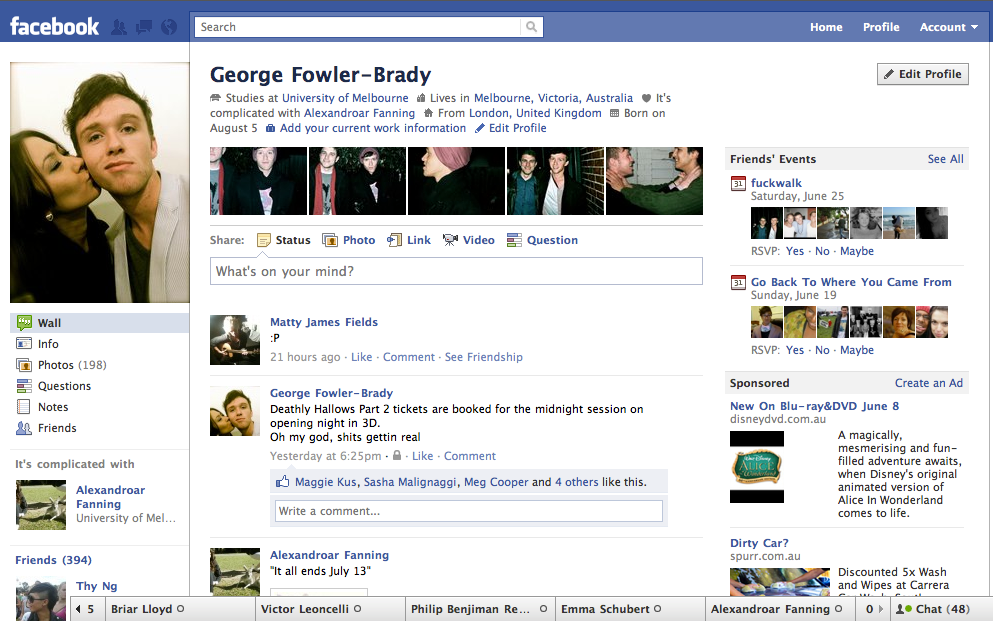 facebook
Search
Home Profile Account
George Fowler-Brady
Edit Profile
Studies at University of Melbourne Lives in Melbourne, Victoria, Australia It's
complicated with Alexandroar Fanning From London, United Kingdom Born on
August 5 Add your current work information Edit Profile
Share: Status Photo Link Video Question
What's on your mind?
Matty James Fields
:P
21 hours ago · Like · Comment · See Friendship
George Fowler-Brady
Deathly Hallows Part 2 tickets are booked for the midnight session on
opening night in 3D.
Oh my god, shits gettin real
Yesterday at 6:25pm · Like · Comment
Maggie Kus, Sasha Malignaggi, Meg Cooper and 4 others like this.
Write a comment...
Alexandroar Fanning
"It all ends July 13"
Wall
Info
Photos (198)
Questions
Notes
Friends
It's complicated with
Alexandroar
Fanning
University of Mel...
Friends (394)
Thy Ng
Friends' Events See All
31
fuckwalk
Saturday, June 25
RSVP: Yes · No · Maybe
31
Go Back To Where You Came From
Sunday, June 19
RSVP: Yes · No · Maybe
Sponsored Create an Ad
New On Blu-ray&DVD June 8
disneydvd.com.au
ALICE
A magically,
mesmerising and fun-
filled adventure awaits,
when Disney's original
animated version of
Alice In Wonderland
comes to life.
Dirty Car?
spurr.com.au
Discounted 5x Wash
and Wipes at Carrera
5 Briar Lloyd Victor Leoncelli Philip Benjiman Re... Emma Schubert Alexandroar Fanning 0 Chat (48)